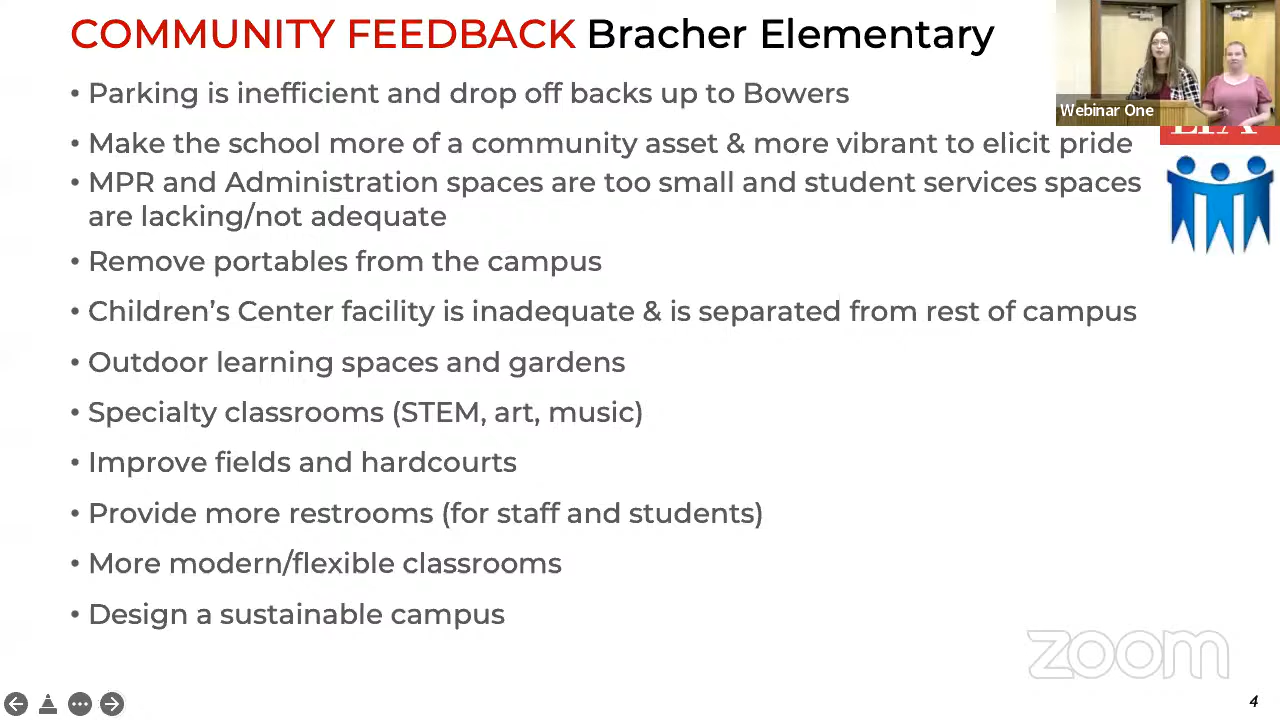 COMMUNITY FEEDBACK Bracher Elementary
• Parking is inefficient and drop off backs up to Bowers
• Make the school more of a community asset & more vibrant to elicit pride
• MPR and Administration spaces are too small and student services spaces
are lacking/not adequate
• Remove portables from the campus
• Children’s Center facility is inadequate & is separated from rest of campus
• Outdoor learning spaces and gardens
• Specialty classrooms (STEM, art, music)
• Improve fields and hardcourts
• Provide more restrooms (for staff and students)
• More modern/flexible classrooms
• Design a sustainable campus
Webinar One
zoom
4